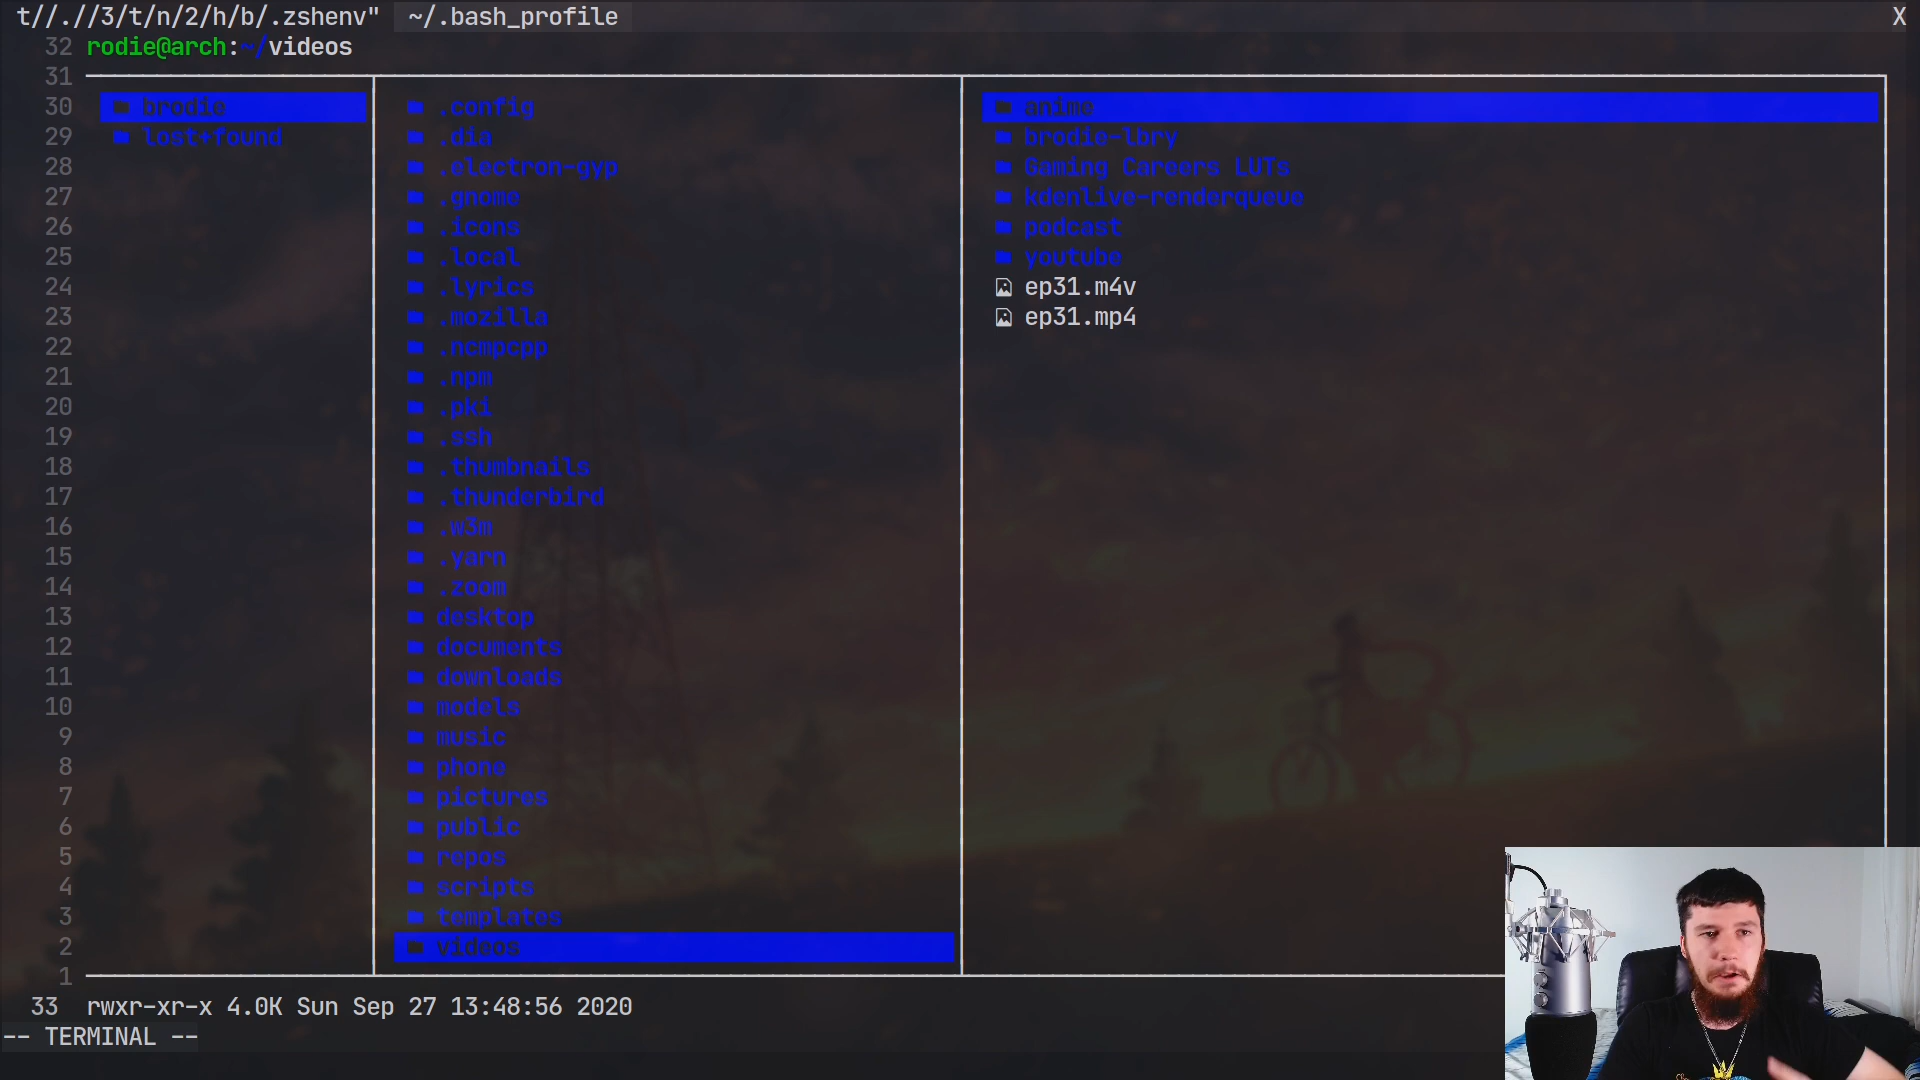 t//.//3/t/n/2/h/b/.zshenv" ~/.bash_profile X
32 rodie@arch:~/videos
31
30 brodie .config anime
29 lost+found .dia brodie-lbry
28 .electron-gyp Gaming Careers LUTs
27 .gnome kdenlive-renderqueue
26 .icons podcast
25 .local youtube
24 .lyrics ep31.m4v
23 .mozilla ep31.mp4
22 .ncmpcpp
21 .npm
20 .pki
19 .ssh
18 .thumbnails
17 .thunderbird
16 .w3m
15 .yarn
14 .zoom
13 desktop
12 documents
11 downloads
10 models
9 music
8 phone
7 pictures
6 public
5 repos
4 scripts
3 templates
2 videos
1
33 rwxr-xr-x 4.0K Sun Sep 27 13:48:56 2020
-- TERMINAL --